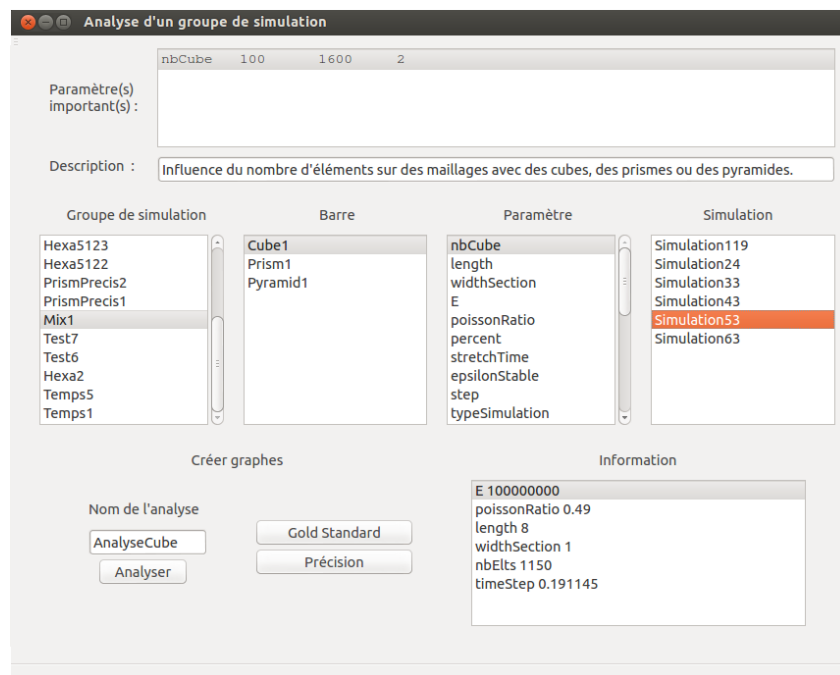 Analyse d'un groupe de simulation
nbCube 100 1600 2
Paramètre(s)
important(s) :
Description :
Influence du nombre d'éléments sur des maillages avec des cubes, des prismes ou des pyramides.
Groupe de simulation
Hexa5123
Hexa5122
PrismPrecis2
PrismPrecis1
Mix1
Test7
Test6
Hexa2
Temps5
Temps1
Barre
Cube1
Prism1
Pyramid1
Paramètre
nbCube
length
widthSection
E
poissonRatio
percent
stretchTime
epsilonStable
step
typeSimulation
Simulation
Simulation119
Simulation24
Simulation33
Simulation43
Simulation53
Simulation63
Créer graphes
Nom de l'analyse
AnalyseCube
Analyser
Gold Standard
Précision
Information
E 100000000
poissonRatio 0.49
length 8
widthSection 1
nbElts 1150
timeStep 0.191145